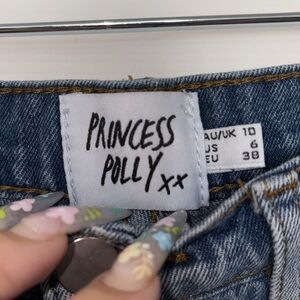 PRINCESS
POLLY xx
AU/UK 10
US 6
EU 38